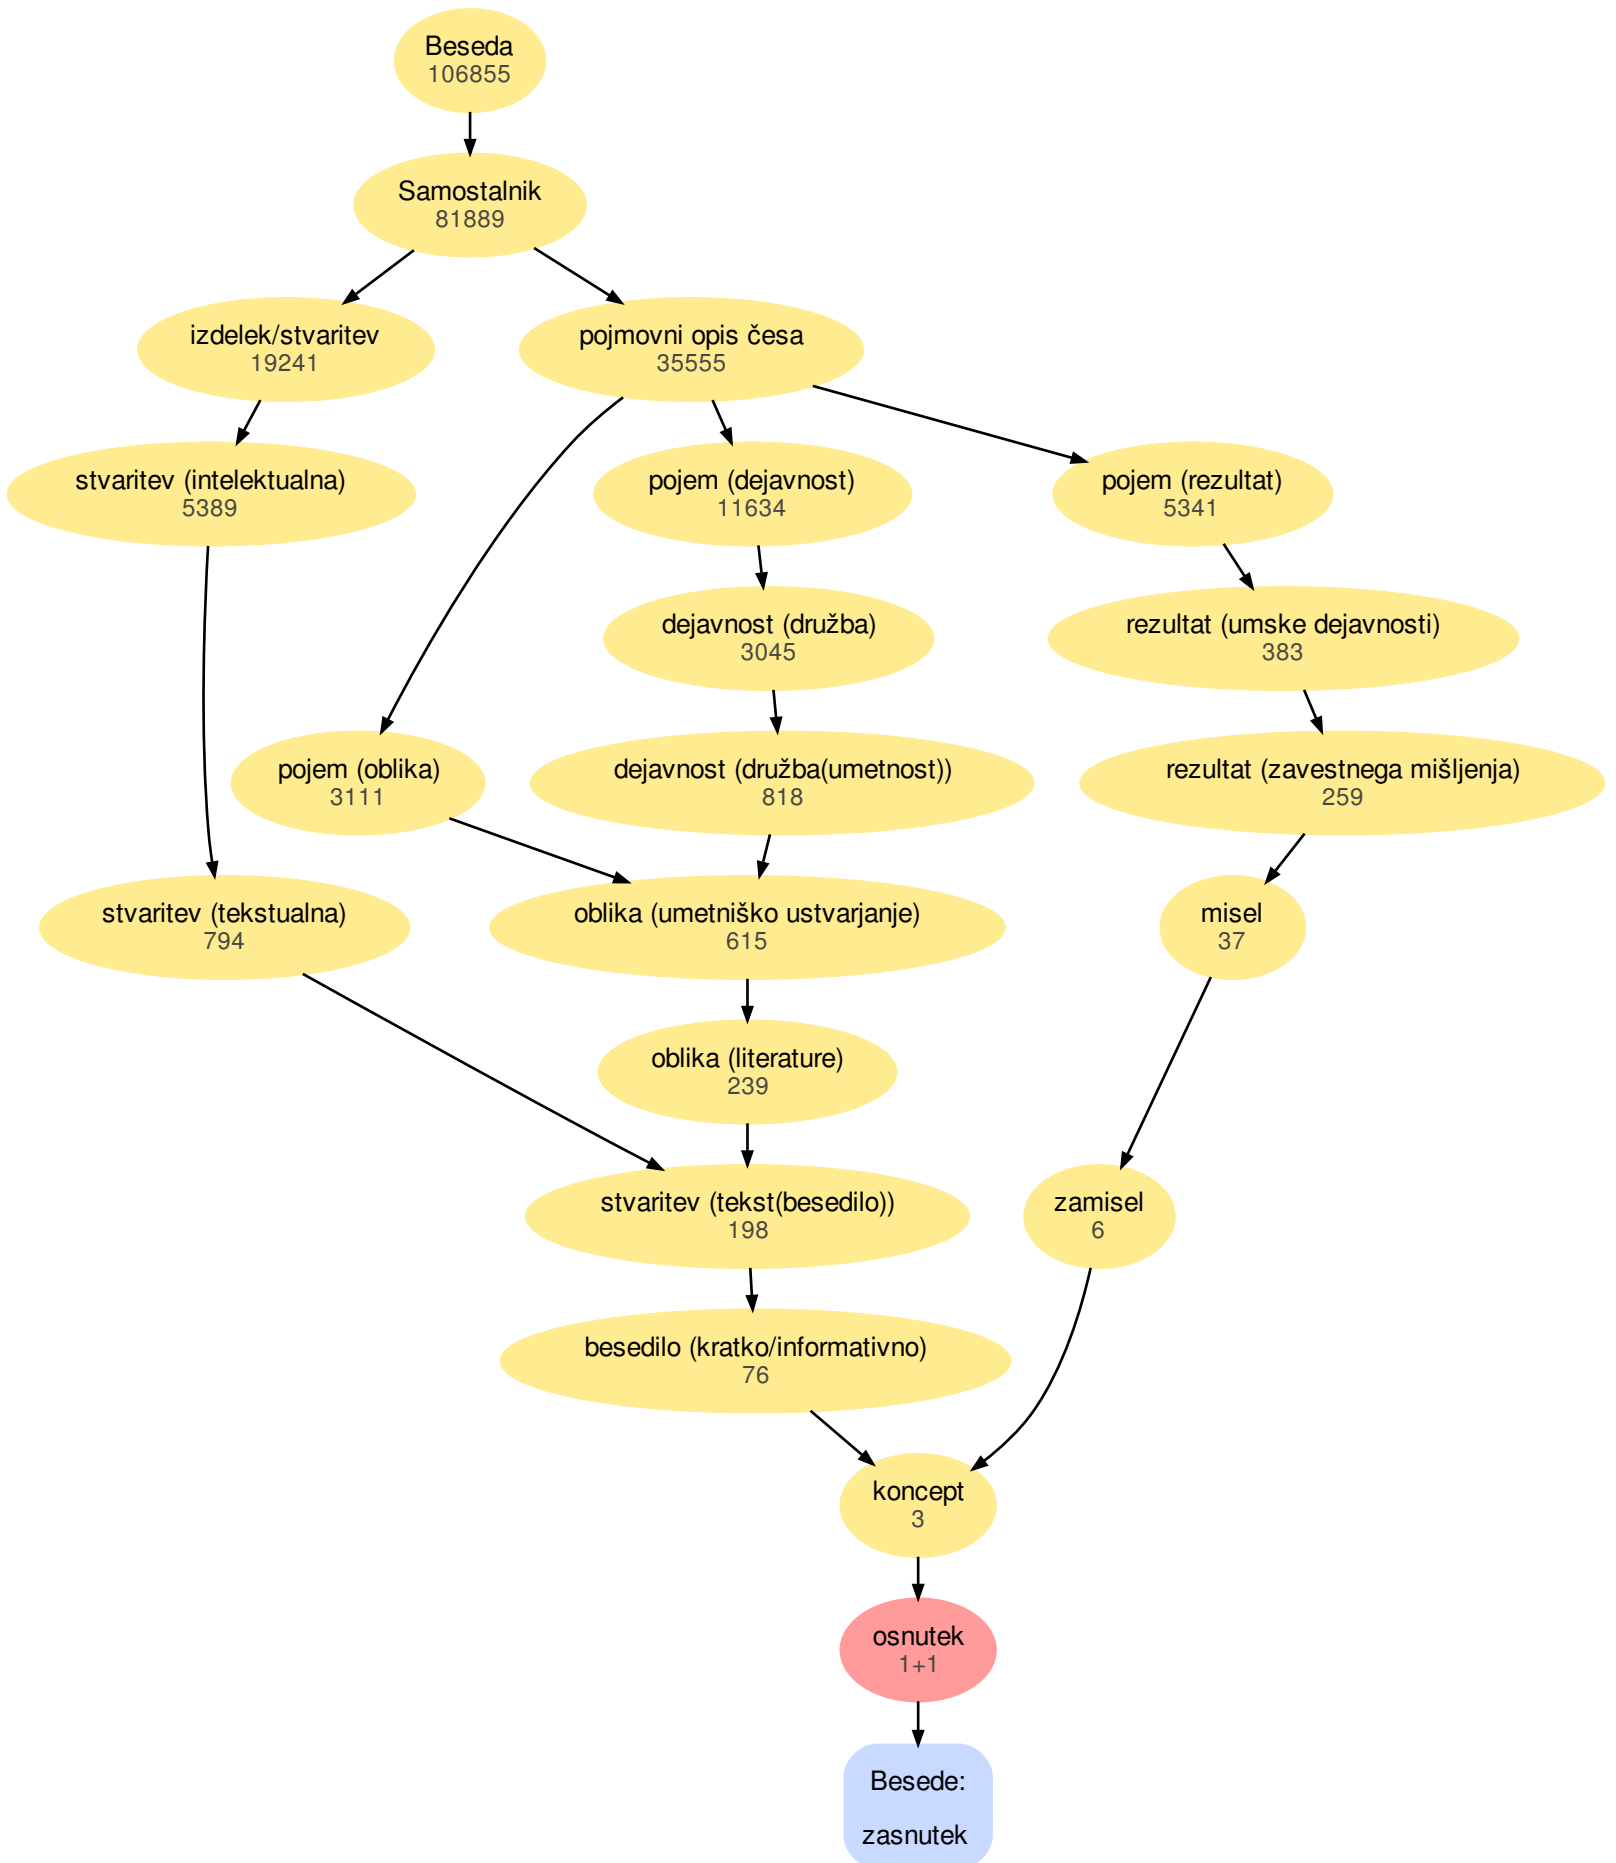 Beseda
106855
Samostalnik
81889
izdelek/stvaritev
19241
pojmovni opis česa
35555
stvaritev (intelektualna)
5389
pojem (dejavnost)
11634
pojem (rezultat)
5341
dejavnost (družba)
3045
rezultat (umske dejavnosti)
383
pojem (oblika)
3111
dejavnost (družba(umetnost))
818
rezultat (zavestnega mišljenja)
259
stvaritev (tekstualna)
794
oblika (umetniško ustvarjanje)
615
misel
37
oblika (literature)
239
stvaritev (tekst(besedilo))
198
zamisel
6
besedilo (kratko/informativno)
76
koncept
3
osnutek
1+1
Besede:
zasnutek